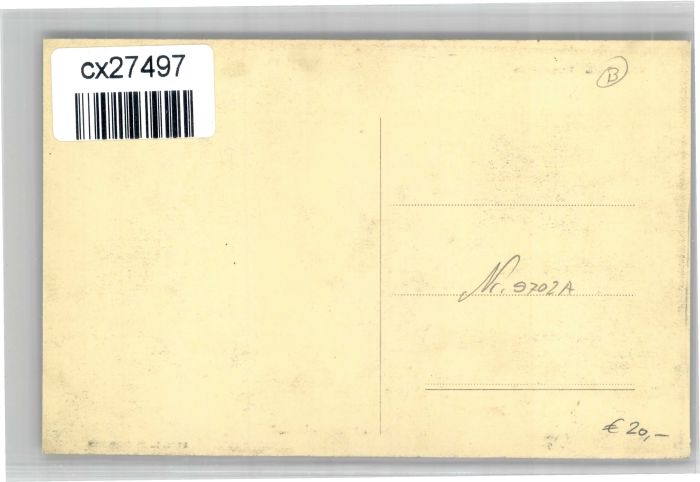 cx27497
B
Nr. 9702A
€ 20,-